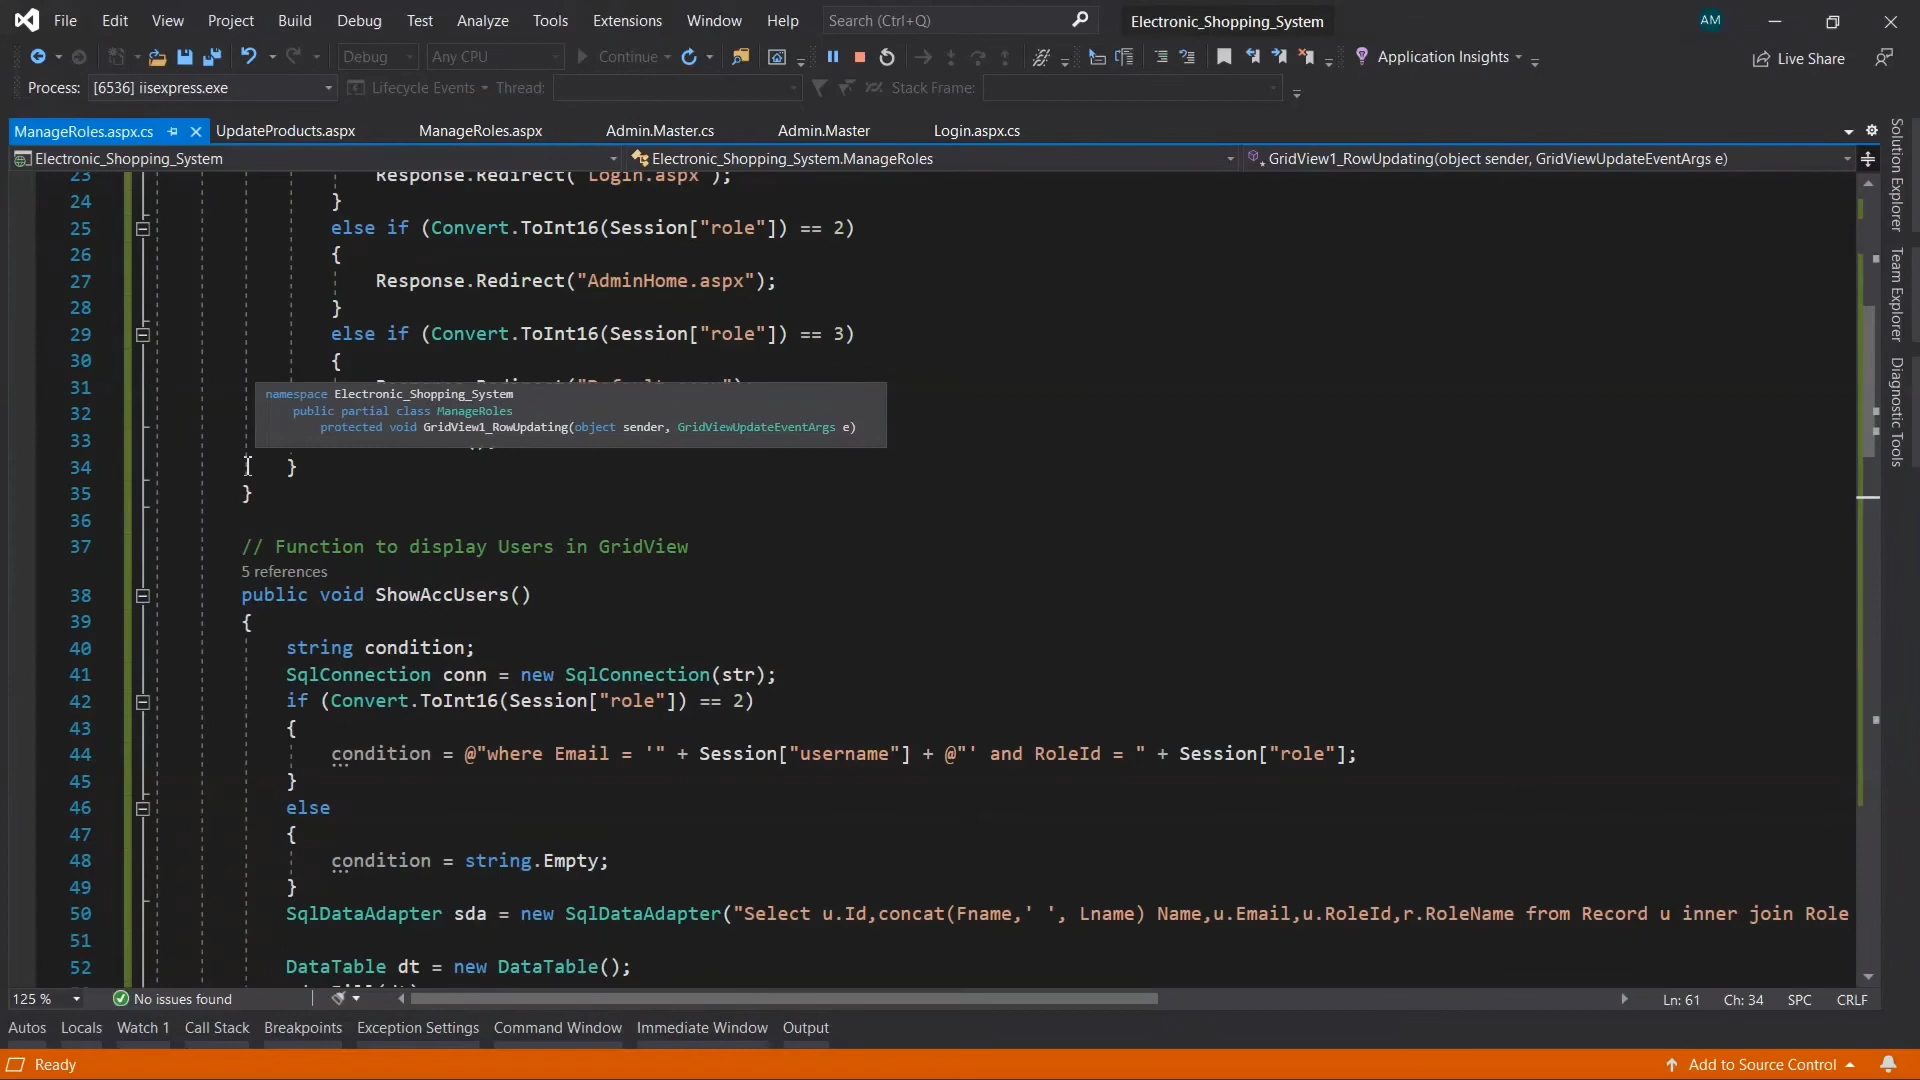 File Edit View Project Build Debug Test Analyze Tools Extensions Window Help Search (Ctrl+Q) Electronic_Shopping_System AM
Debug Any CPU Continue Application Insights Live Share
Process: [6536] iisexpress.exe Lifecycle Events Thread: Stack Frame:
ManageRoles.aspx.cs UpdateProducts.aspx ManageRoles.aspx Admin.Master.cs Admin.Master Login.aspx.cs
Electronic_Shopping_System Electronic_Shopping_System.ManageRoles GridView1_RowUpdating(object sender, GridViewUpdateEventArgs e)
23 Response.Redirect("Login.aspx");
24 }
25 else if (Convert.ToInt16(Session["role"]) == 2)
26 {
27 Response.Redirect("AdminHome.aspx");
28 }
29 else if (Convert.ToInt16(Session["role"]) == 3)
30 {
31
namespace Electronic_Shopping_System
public partial class ManageRoles
protected void GridView1_RowUpdating(object sender, GridViewUpdateEventArgs e)
32
33
34 }
35 }
36
37 // Function to display Users in GridView
5 references
38 public void ShowAccUsers()
39 {
40 string condition;
41 SqlConnection conn = new SqlConnection(str);
42 if (Convert.ToInt16(Session["role"]) == 2)
43 {
44 condition = @"where Email = '" + Session["username"] + @"' and RoleId = " + Session["role"];
45 }
46 else
47 {
48 condition = string.Empty;
49 }
50 SqlDataAdapter sda = new SqlDataAdapter("Select u.Id,concat(Fname,' ', Lname) Name,u.Email,u.RoleId,r.RoleName from Record u inner join Role
51
52 DataTable dt = new DataTable();
125 % No issues found Ln: 61 Ch: 34 SPC CRLF
Autos Locals Watch 1 Call Stack Breakpoints Exception Settings Command Window Immediate Window Output
Ready Add to Source Control
Solution Explorer
Team Explorer
Diagnostic Tools